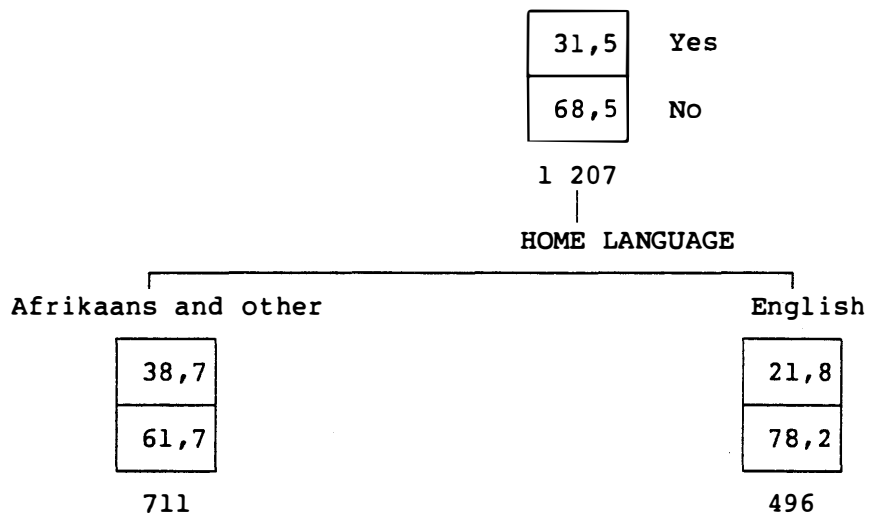 31,5 Yes
68,5 No
1 207
HOME LANGUAGE
Afrikaans and other English
38,7 21,8
61,7 78,2
711 496